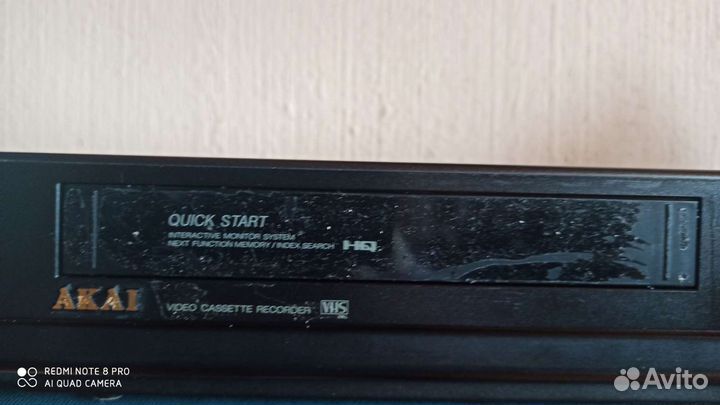 QUICK START
INTERACTIVE MONITOR SYSTEM
NEXT FUNCTION MEMORY / INDEX SEARCH HQ
AKAI
VIDEO CASSETTE RECORDER VHS
REDMI NOTE 8 PRO
AI QUAD CAMERA
Avito